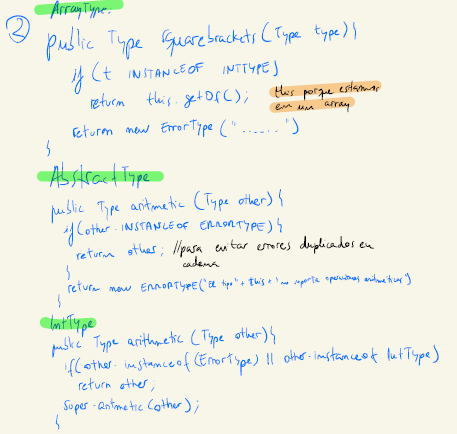 ArrayType.
② public Type squarebrackets (Type type) {
if (t INSTANCEOF INTTYPE)
return this.getOf();
this porque estamos
en un array
return new ErrorType ("......")
}
AbstractType
public Type aritmetic (Type other) {
if (other. INSTANCEOF ERRORTYPE) {
return other; // para evitar errores duplicados en
cadena
}
return new ERRORTYPE("El tipo" + this + " no soporta operaciones aritmeticas")
}
IntType
public Type arithmetic (Type other) {
if (other. instanceof (ErrorType) || other. instanceof IntType)
return other;
super.aritmetic (other);
}